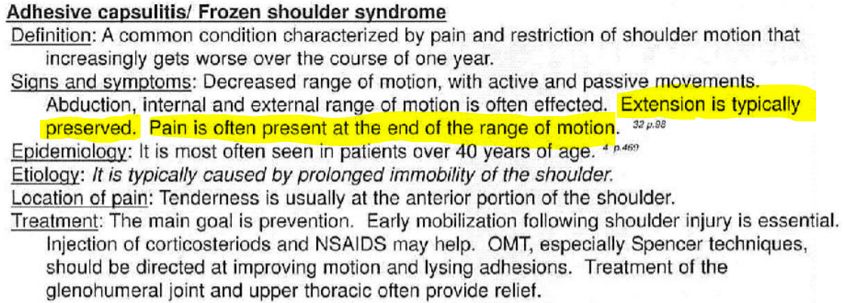 Adhesive capsulitis/ Frozen shoulder syndrome
Definition: A common condition characterized by pain and restriction of shoulder motion that
increasingly gets worse over the course of one year.
Signs and symptoms: Decreased range of motion, with active and passive movements.
Abduction, internal and external range of motion is often effected. Extension is typically
preserved. Pain is often present at the end of the range of motion. 32 p.98
Epidemiology: It is most often seen in patients over 40 years of age. 4 p.469
Etiology: It is typically caused by prolonged immobility of the shoulder.
Location of pain: Tenderness is usually at the anterior portion of the shoulder.
Treatment: The main goal is prevention. Early mobilization following shoulder injury is essential.
Injection of corticosteriods and NSAIDS may help. OMT, especially Spencer techniques,
should be directed at improving motion and lysing adhesions. Treatment of the
glenohumeral joint and upper thoracic often provide relief.